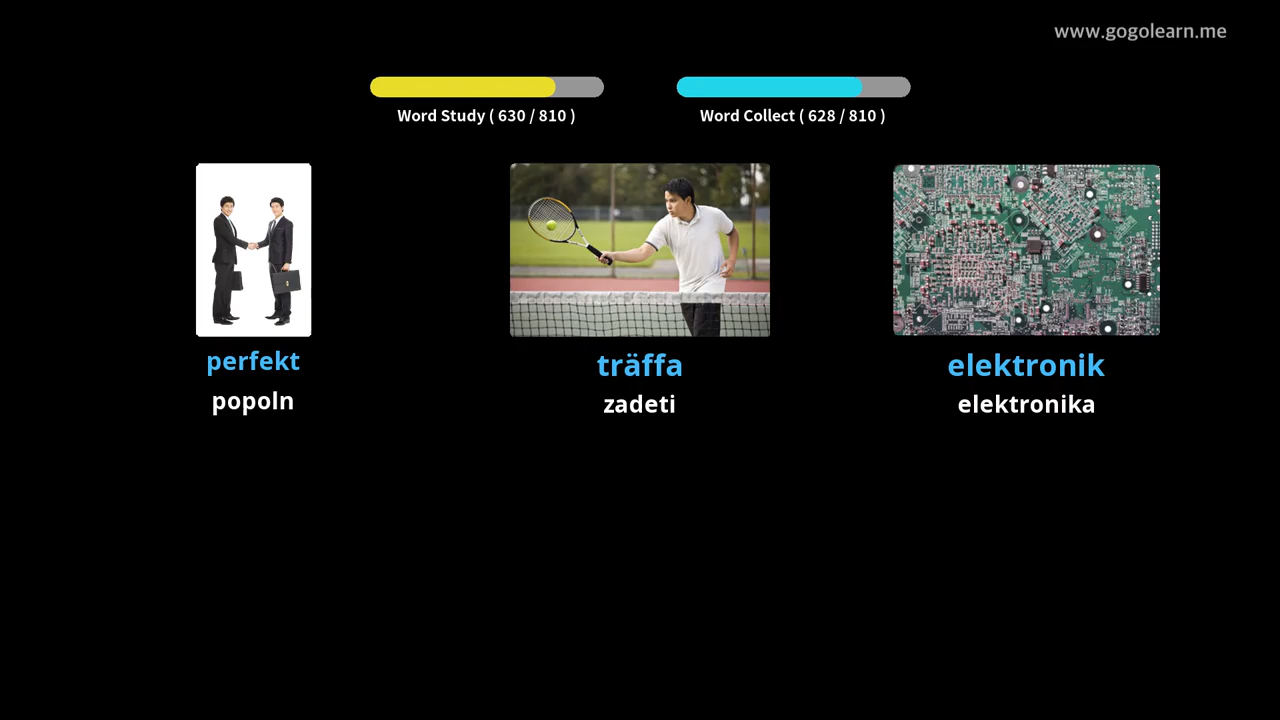 www.gogolearn.me
Word Study ( 630 / 810 )
Word Collect ( 628 / 810 )
perfekt
popoln
träffa
zadeti
elektronik
elektronika